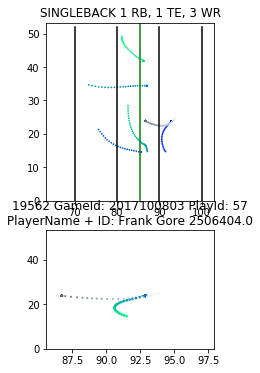 SINGLEBACK 1 RB, 1 TE, 3 WR
50
40
30
20
10
0
70 80 90 100
19562 GameId: 2017100803 PlayId: 57
PlayerName + ID: Frank Gore 2506404.0
40
20
0
87.5 90.0 92.5 95.0 97.5